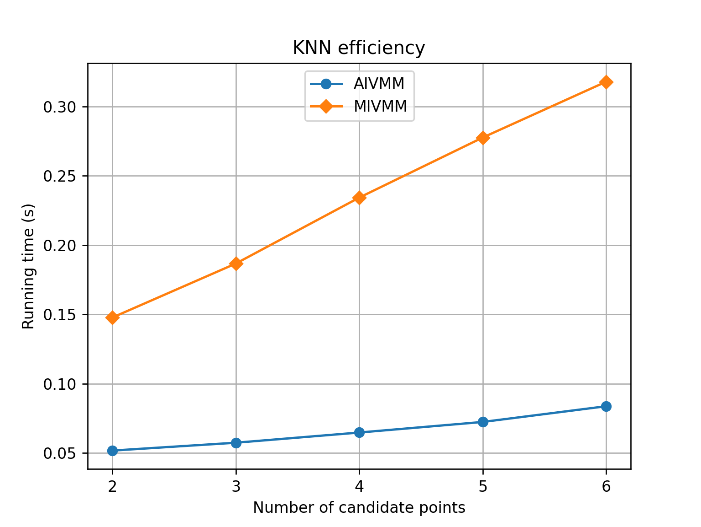 KNN efficiency
AIVMM
MIVMM
Running time (s)
0.30
0.25
0.20
0.15
0.10
0.05
2 3 4 5 6
Number of candidate points